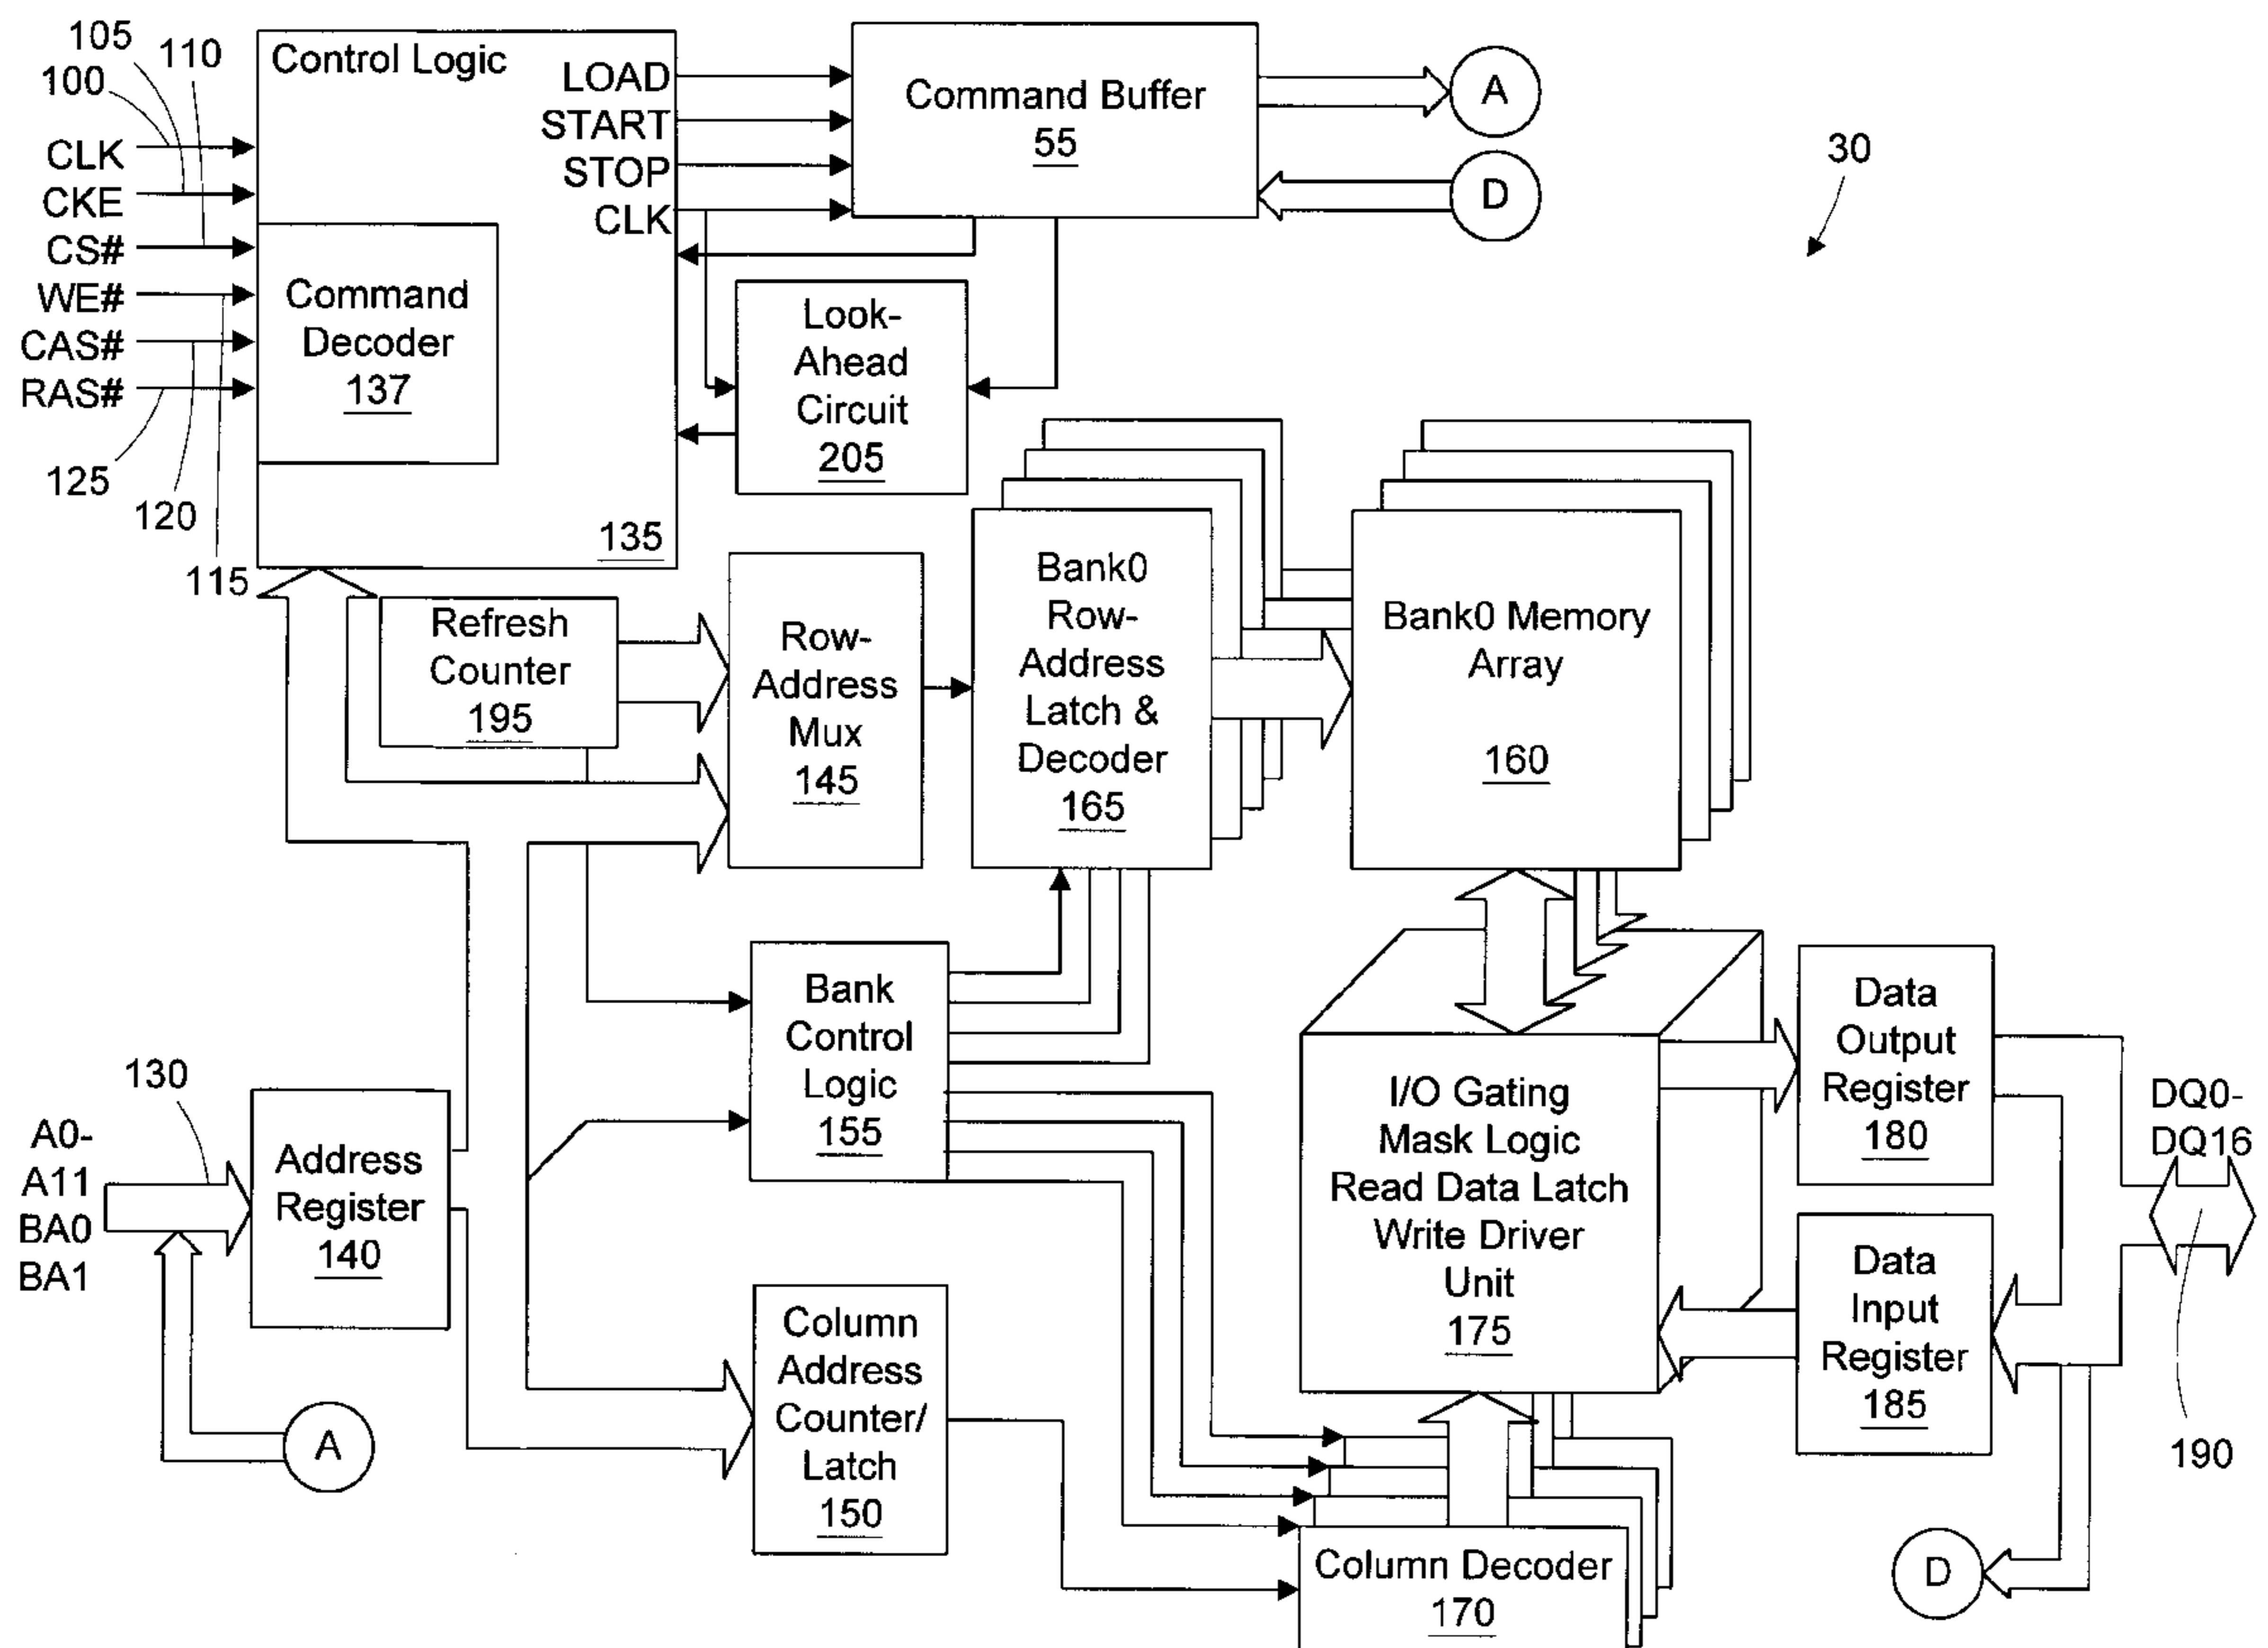 105
110
100
CLK
CKE
CS#
WE#
CAS#
RAS#
125
120
115
Control Logic
LOAD
START
STOP
CLK
Command
Decoder
137
135
Command Buffer
55
A
D
30
Look-
Ahead
Circuit
205
Refresh
Counter
195
Row-
Address
Mux
145
Bank0
Row-
Address
Latch &
Decoder
165
Bank0 Memory
Array
160
130
A0-
A11
BA0
BA1
Address
Register
140
A
Bank
Control
Logic
155
Column
Address
Counter/
Latch
150
I/O Gating
Mask Logic
Read Data Latch
Write Driver
Unit
175
Column Decoder
170
Data
Output
Register
180
Data
Input
Register
185
DQ0-
DQ16
190
D